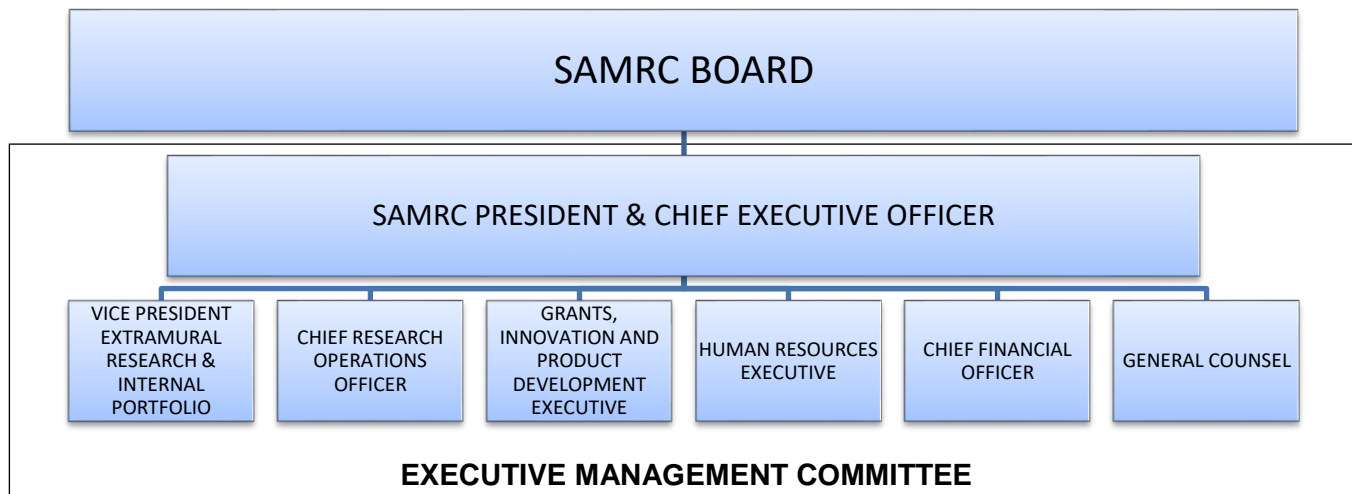 SAMRC BOARD
SAMRC PRESIDENT & CHIEF EXECUTIVE OFFICER
VICE PRESIDENT
EXTRAMURAL
RESEARCH &
INTERNAL
PORTFOLIO
CHIEF RESEARCH
OPERATIONS
OFFICER
GRANTS,
INNOVATION AND
PRODUCT
DEVELOPMENT
EXECUTIVE
HUMAN RESOURCES
EXECUTIVE
CHIEF FINANCIAL
OFFICER
GENERAL COUNSEL
EXECUTIVE MANAGEMENT COMMITTEE